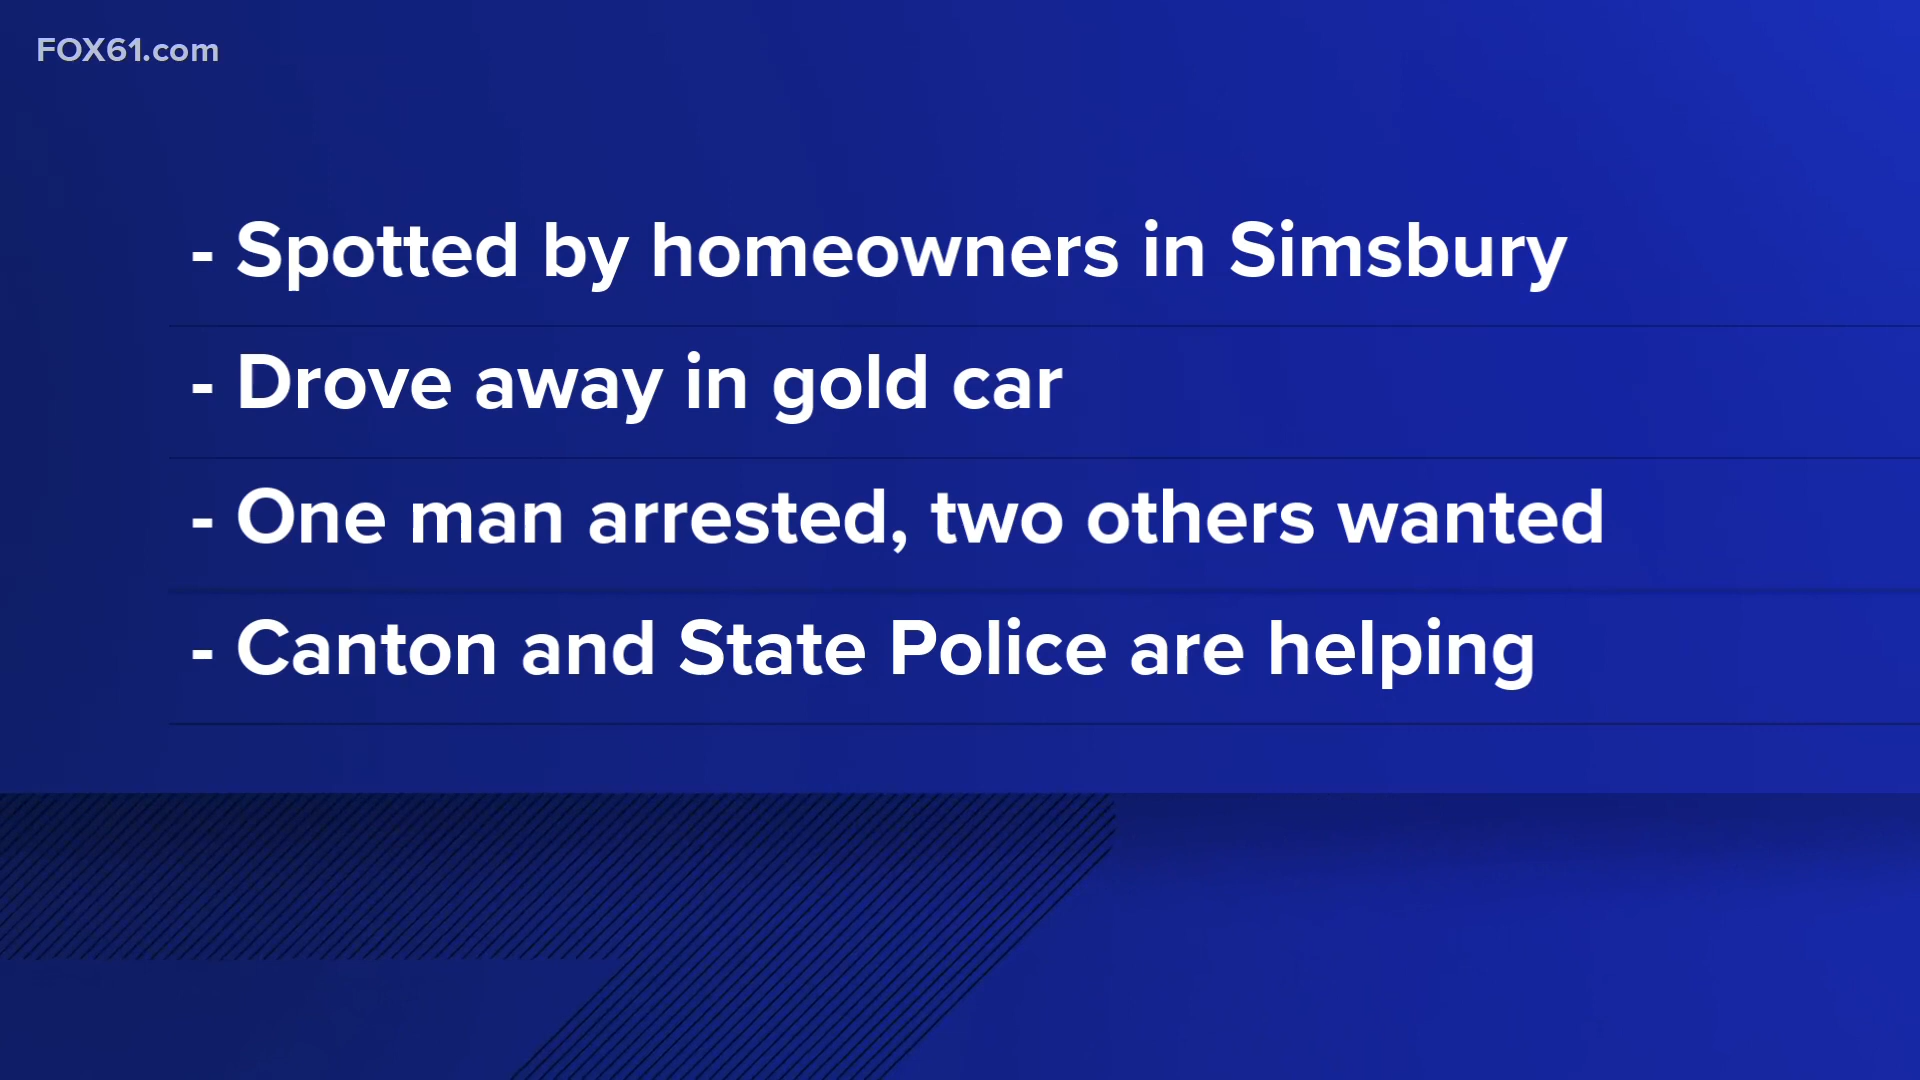 FOX61.com
- Spotted by homeowners in Simsbury
- Drove away in gold car
- One man arrested, two others wanted
- Canton and State Police are helping